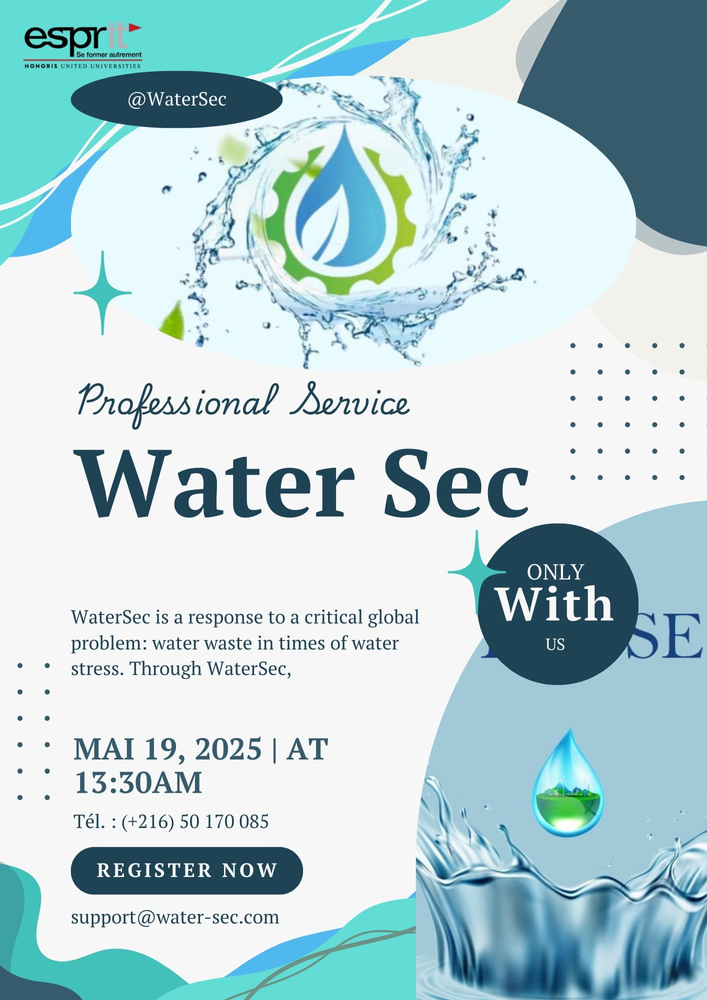 esprit
Se former autrement
HONORIS UNITED UNIVERSITIES
@WaterSec
Professional Service
Water Sec
ONLY
With
US
SE
WaterSec is a response to a critical global
problem: water waste in times of water
stress. Through WaterSec,
MAI 19, 2025 | AT
13:30AM
Tél. : (+216) 50 170 085
REGISTER NOW
support@water-sec.com